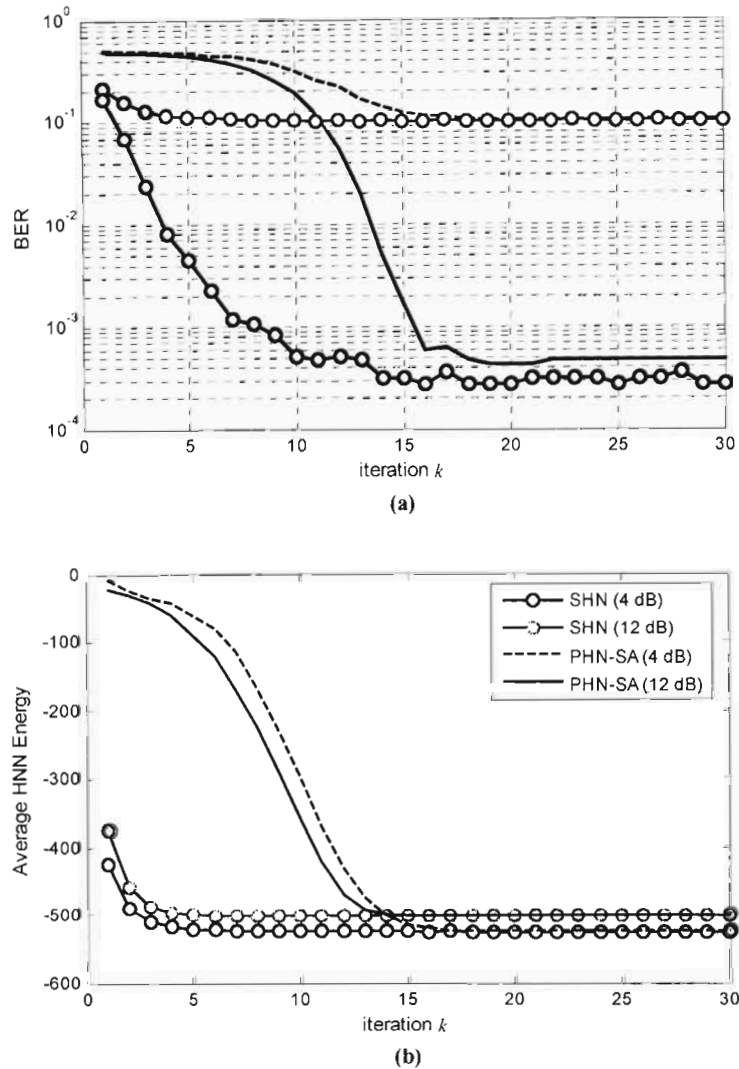 10^0
10^-1
10^-2
10^-3
10^-4
BER
0 5 10 15 20 25 30
iteration k
(a)
0
-100
-200
-300
-400
-500
-600
Average HNN Energy
SHN (4 dB)
SHN (12 dB)
PHN-SA (4 dB)
PHN-SA (12 dB)
0 5 10 15 20 25 30
iteration k
(b)